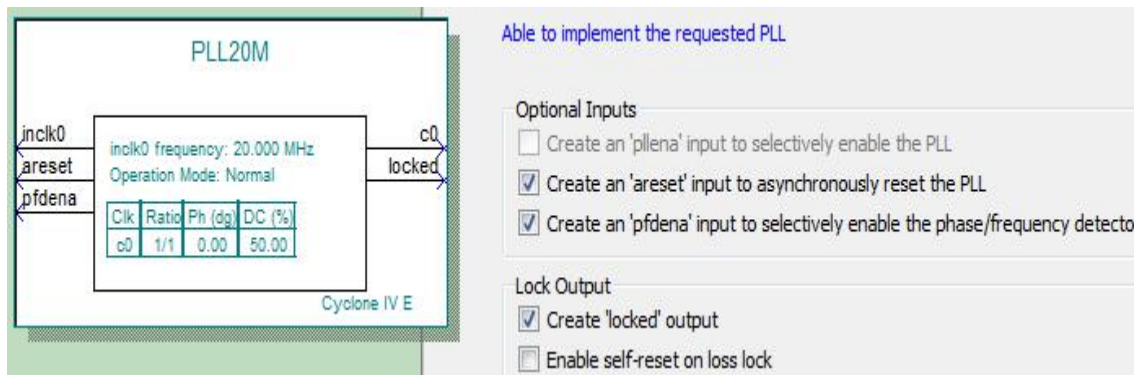 PLL20M
inclk0
areset
pfdena
c0
locked
inclk0 frequency: 20.000 MHz
Operation Mode: Normal
Clk Ratio Ph (dg) DC (%)
c0 1/1 0.00 50.00
Cyclone IV E
Able to implement the requested PLL
Optional Inputs
Create an 'pllena' input to selectively enable the PLL
Create an 'areset' input to asynchronously reset the PLL
Create an 'pfdena' input to selectively enable the phase/frequency detecto
Lock Output
Create 'locked' output
Enable self-reset on loss lock